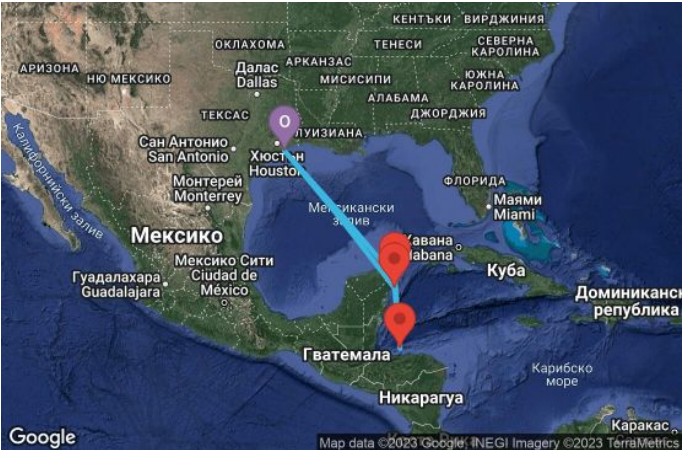 КЕНТЪКИ
ВИРДЖИНИЯ
ОКЛАХОМА
ТЕНЕСИ
СЕВЕРНА
КАРОЛИНА
АРИЗОНА
НЮ МЕКСИКО
Далас
Dallas
АРКАНЗАС
МИСИСИПИ
ЮЖНА
КАРОЛИНА
АЛАБАМА
ДЖОРДЖИЯ
ТЕКСАС
O
ЛУИЗИАНА
Сан Антонио
San Antonio
Хюстън
Houston
Калифорнийски залив
Монтерей
Monterrey
ФЛОРИДА
Маями
Miami
Мексикански
залив
Мексико
Хавана
Habana
Куба
Мексико Сити
Ciudad de
México
Гуадалахара
Guadalajara
Доминиканск
република
Гватемала
Карибско
море
Никарагуа
Каракас
Google
Map data ©2023 Google, INEGI Imagery ©2023 TerraMetrics